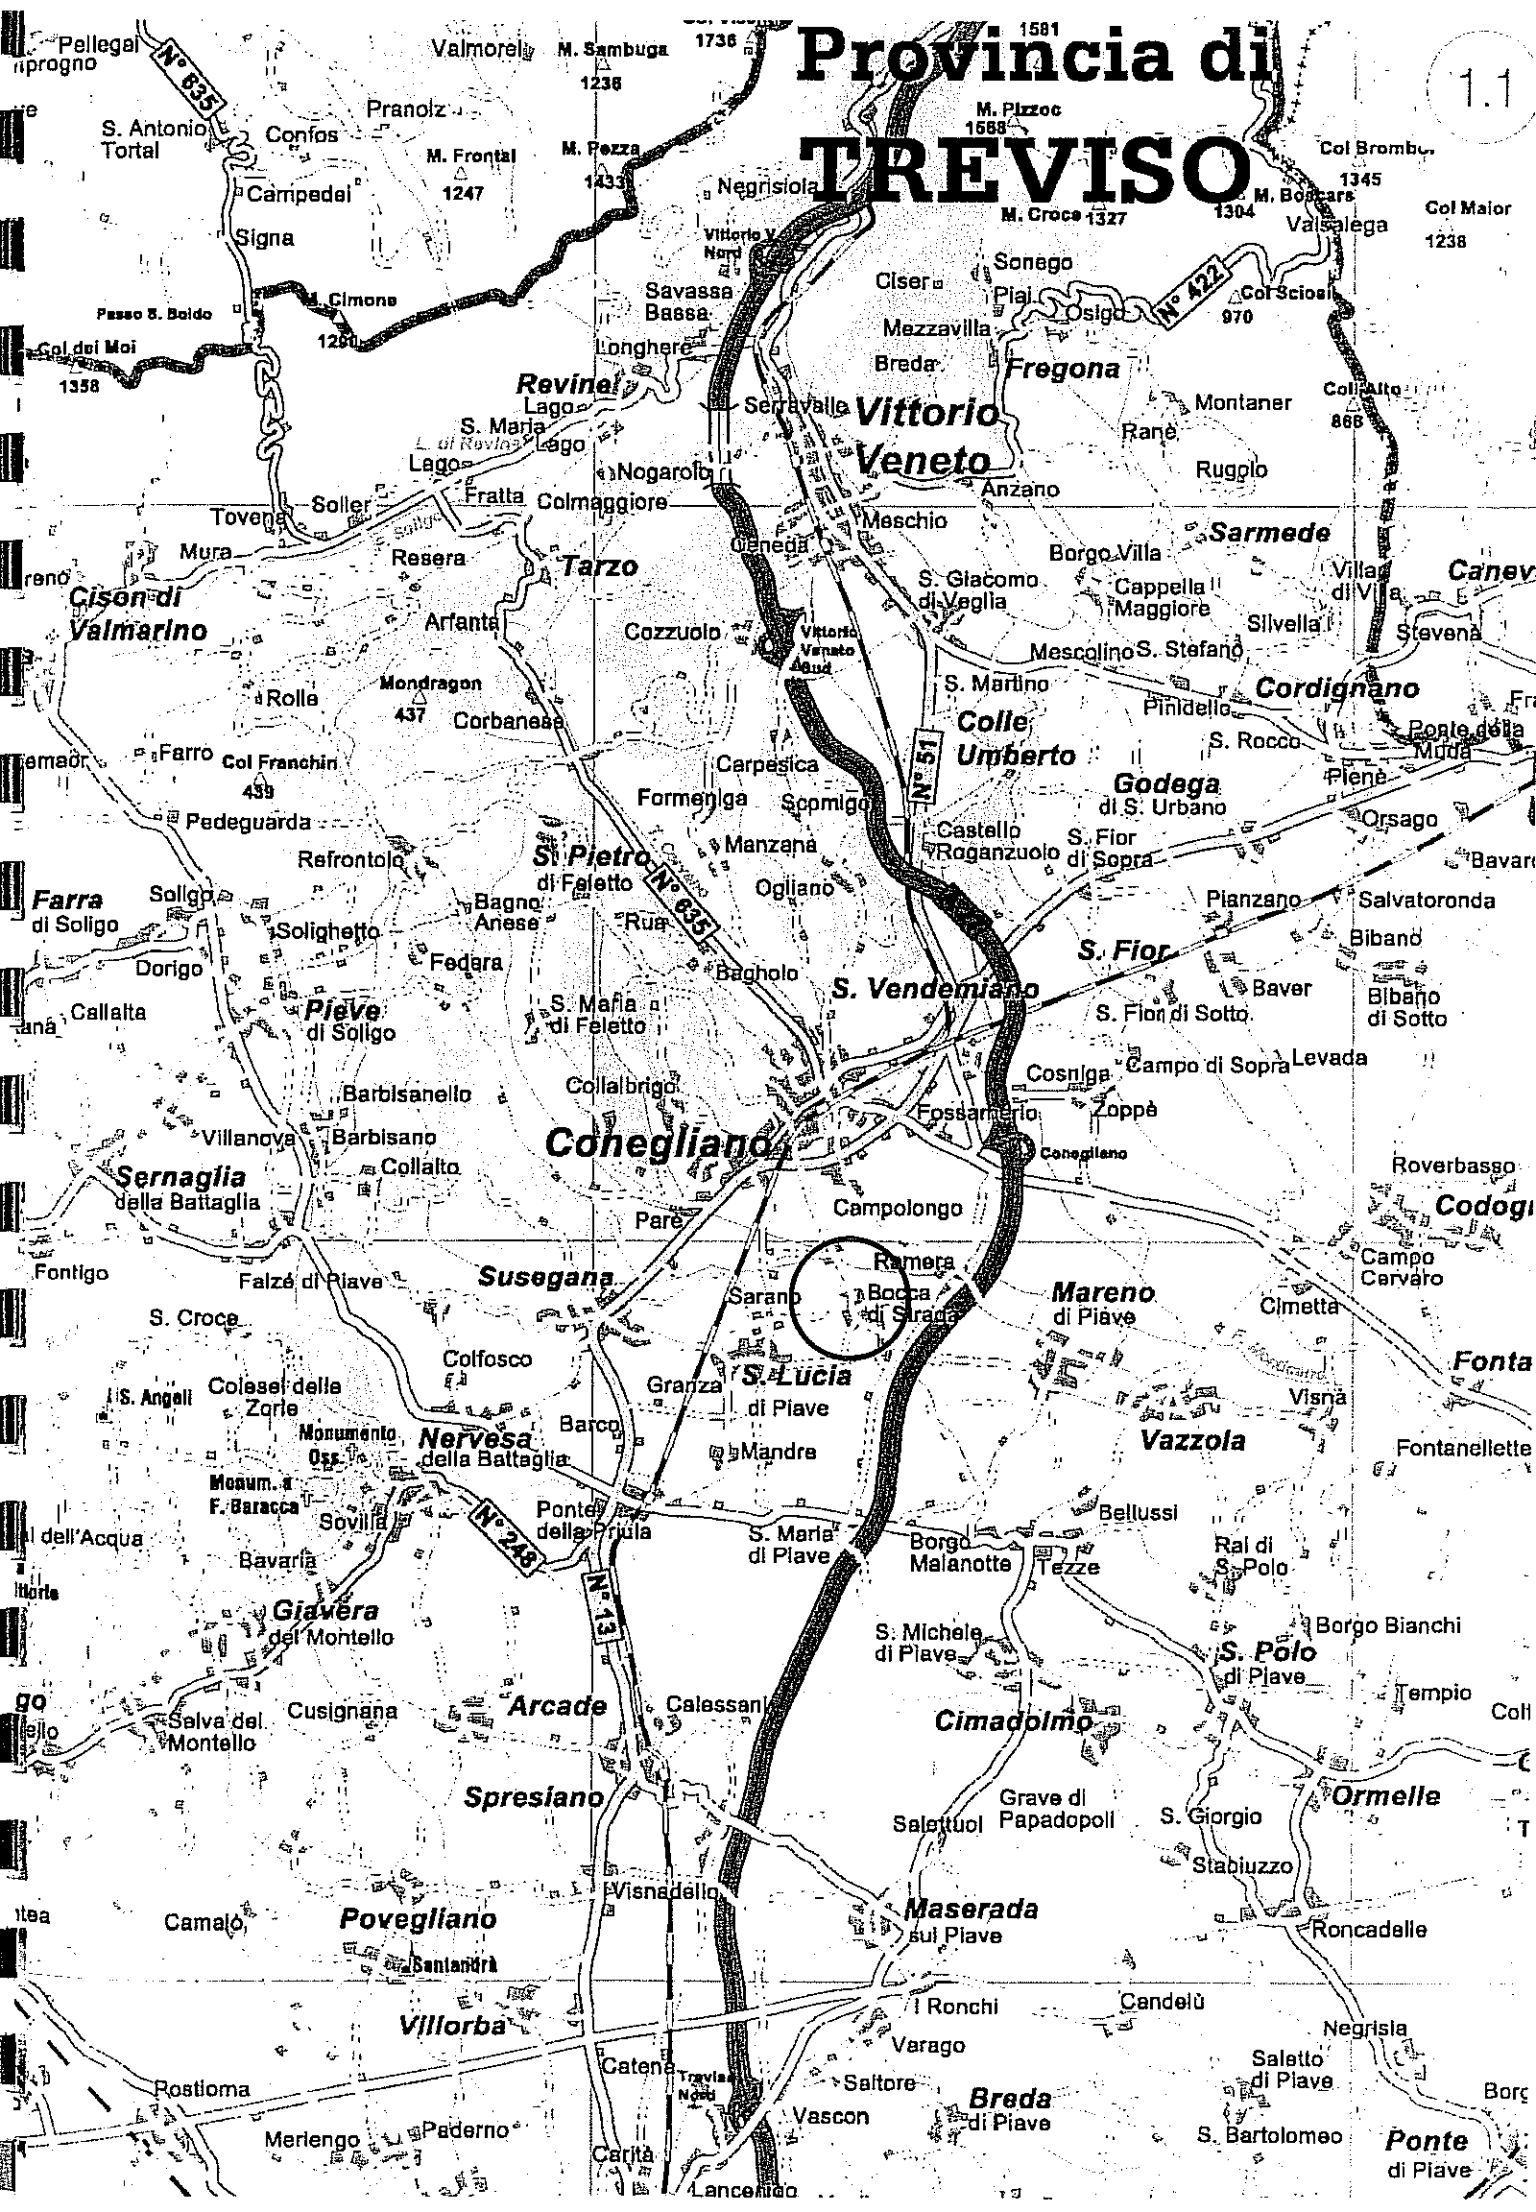 Provincia di
TREVISO
1.1
1581
Pellegai
N° 635
Valmorel
M. Sambuga
1236
1736
Pranolz
M. Pizzoc
1568
S. Antonio
Tortal
Confos
M. Frontal
1247
M. Pezza
1433
Col Maior
1238
1345
Campedei
Negrisiola
M. Croce 1327
1304
Valsalega
Signa
Vittorio V.
Nord
Sonego
Ciser
Savassa
Bassa
Piai
N° 422
970
Passo S. Boldo
M. Cimone
Osigo
Mezzavilla
Col dei Moi
1358
Longhere
Breda
Fregona
Revine
Lago
Serravalle
Vittorio
Veneto
Montaner
Col Alto
868
S. Maria
Lago
Rane
Lago
Nogarolo
Rugolo
Fratta
Colmaggiore
Anzano
Soller
Tovena
Meschio
Sarmede
Mura
Resera
Ceneda
Borgo Villa
Tarzo
S. Giacomo
di Veglia
Cappella
Maggiore
Villa
di Villa
Cison di
Valmarino
Arfanta
Cozzuolo
Vittorio
Veneto
Sud
Silvella
Stevenà
Mescolino
S. Stefano
Rolle
Mondragon
437
S. Martino
Cordignano
Pinidello
Corbanese
Colle
Umberto
S. Rocco
Ponte della
Muda
Farro
Col Franchin
439
Carpesica
N° 51
Pienè
Formeniga
Scomigo
Godega
di S. Urbano
Orsago
Pedeguarda
Manzana
Castello
Roganzuolo
S. Fior
di Sopra
Refrontolo
S. Pietro
di Feletto
N° 635
Ogliano
Pianzano
Salvatoronda
Farra
di Soligo
Soligo
Bagno
Anese
Rua
Solighetto
S. Fior
Bibano
Dorigo
Fedara
Bagnolo
S. Vendemiano
Baver
Bibano
di Sotto
Callalta
Pieve
di Soligo
S. Maria
di Feletto
S. Fior di Sotto
Cosniga
Campo di Sopra
Levada
Barbisanello
Collalbrigo
Fossamerlo
Zoppè
Villanova
Barbisano
Conegliano
Conegliano
Collalto
Sernaglia
della Battaglia
Roverbasso
Parè
Campolongo
Fontigo
Falzé di Piave
Susegana
Ramera
Campo
Cervaro
Sarano
Bocca
di Strada
Mareno
di Piave
Cimetta
S. Croce
Colfosco
S. Angeli
Colesel delle
Zorle
Granza
S. Lucia
di Piave
Visnà
Barco
Monumento
Oss.
Nervesa
della Battaglia
Mandre
Vazzola
Fontanellette
Monum. a
F. Baracca
Sovilla
N° 248
Ponte
della Priula
S. Maria
di Piave
Borgo
Malanotte
Bellussi
Tezze
Rai di
S. Polo
Bavaria
N° 13
Giavera
del Montello
S. Michele
di Piave
Borgo Bianchi
S. Polo
di Piave
Cusignana
Arcade
Calessani
Cimadolmo
Tempio
Selva del
Montello
Spresiano
Salettuol
Grave di
Papadopoli
S. Giorgio
Ormelle
Stabiuzzo
Visnadello
Camalò
Povegliano
Maserada
sul Piave
Roncadelle
Santandrà
I Ronchi
Candelù
Villorba
Varago
Negrisia
Catena
Treviso
Nord
Saltore
Saletto
di Piave
Postioma
Breda
di Piave
Vascon
Merlengo
Paderno
Carità
S. Bartolomeo
Ponte
di Piave
Lancenigo